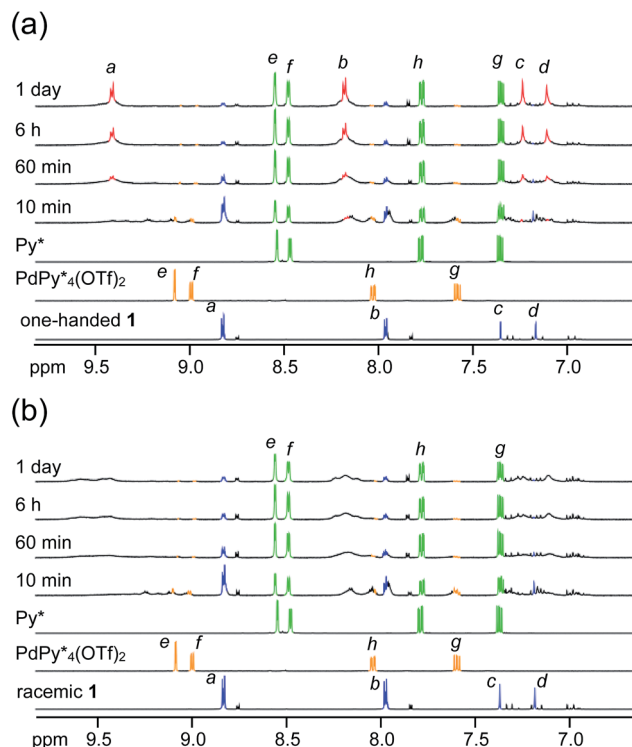 (a)
a e f b h g c d
1 day
6 h
60 min
10 min
Py*
PdPy*4(OTf)2 e f h g
one-handed 1 a b c d
ppm 9.5 9.0 8.5 8.0 7.5 7.0
(b)
e f h g
1 day
6 h
60 min
10 min
Py*
PdPy*4(OTf)2 e f h g
racemic 1 a b c d
ppm 9.5 9.0 8.5 8.0 7.5 7.0